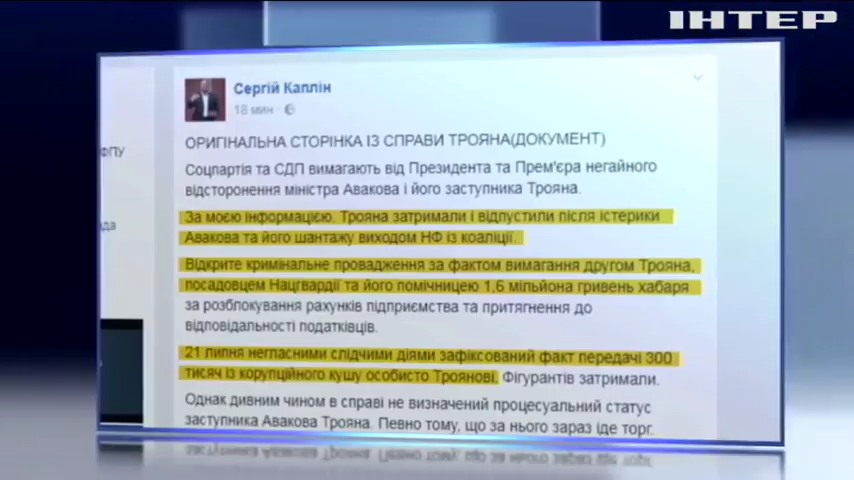 ІНТЕР
ФПУ
да
Сергій Каплін
18 мин
ОРИГІНАЛЬНА СТОРІНКА ІЗ СПРАВИ ТРОЯНА(ДОКУМЕНТ)
Соцпартія та СДП вимагають від Президента та Прем'єра негайного
відсторонення міністра Авакова і його заступника Трояна.
За моєю інформацією, Трояна затримали і відпустили після істерики
Авакова та його шантажу виходом НФ із коаліції.
Відкрите кримінальне провадження за фактом вимагання другом Трояна,
посадовцем Нацгвардії та його помічницею 1,6 мільйона гривень хабаря
за розблокування рахунків підприємства та притягнення до
відповідальності податківців.
21 липня негласними слідчими діями зафіксований факт передачі 300
тисяч із корупційного кушу особисто Троянові. Фігурантів затримали.
Однак дивним чином в справі не визначений процесуальний статус
заступника Авакова Трояна. Певно тому, що за нього зараз іде торг.